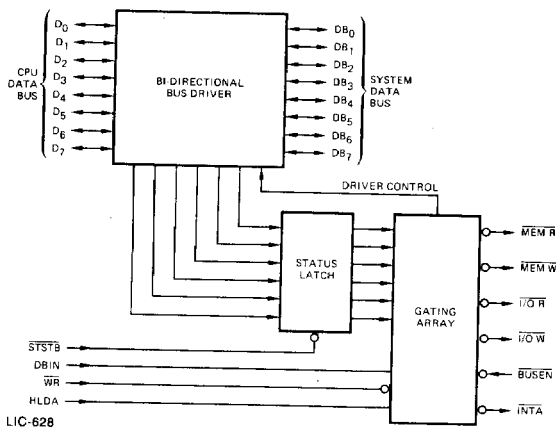 CPU
DATA
BUS
D0
D1
D2
D3
D4
D5
D6
D7
BI-DIRECTIONAL
BUS DRIVER
DB0
DB1
DB2
DB3
DB4
DB5
DB6
DB7
SYSTEM
DATA
BUS
DRIVER CONTROL
STATUS
LATCH
GATING
ARRAY
MEM R
MEM W
I/O R
I/O W
BUSEN
INTA
STSTB
DBIN
WR
HLDA
LIC-628